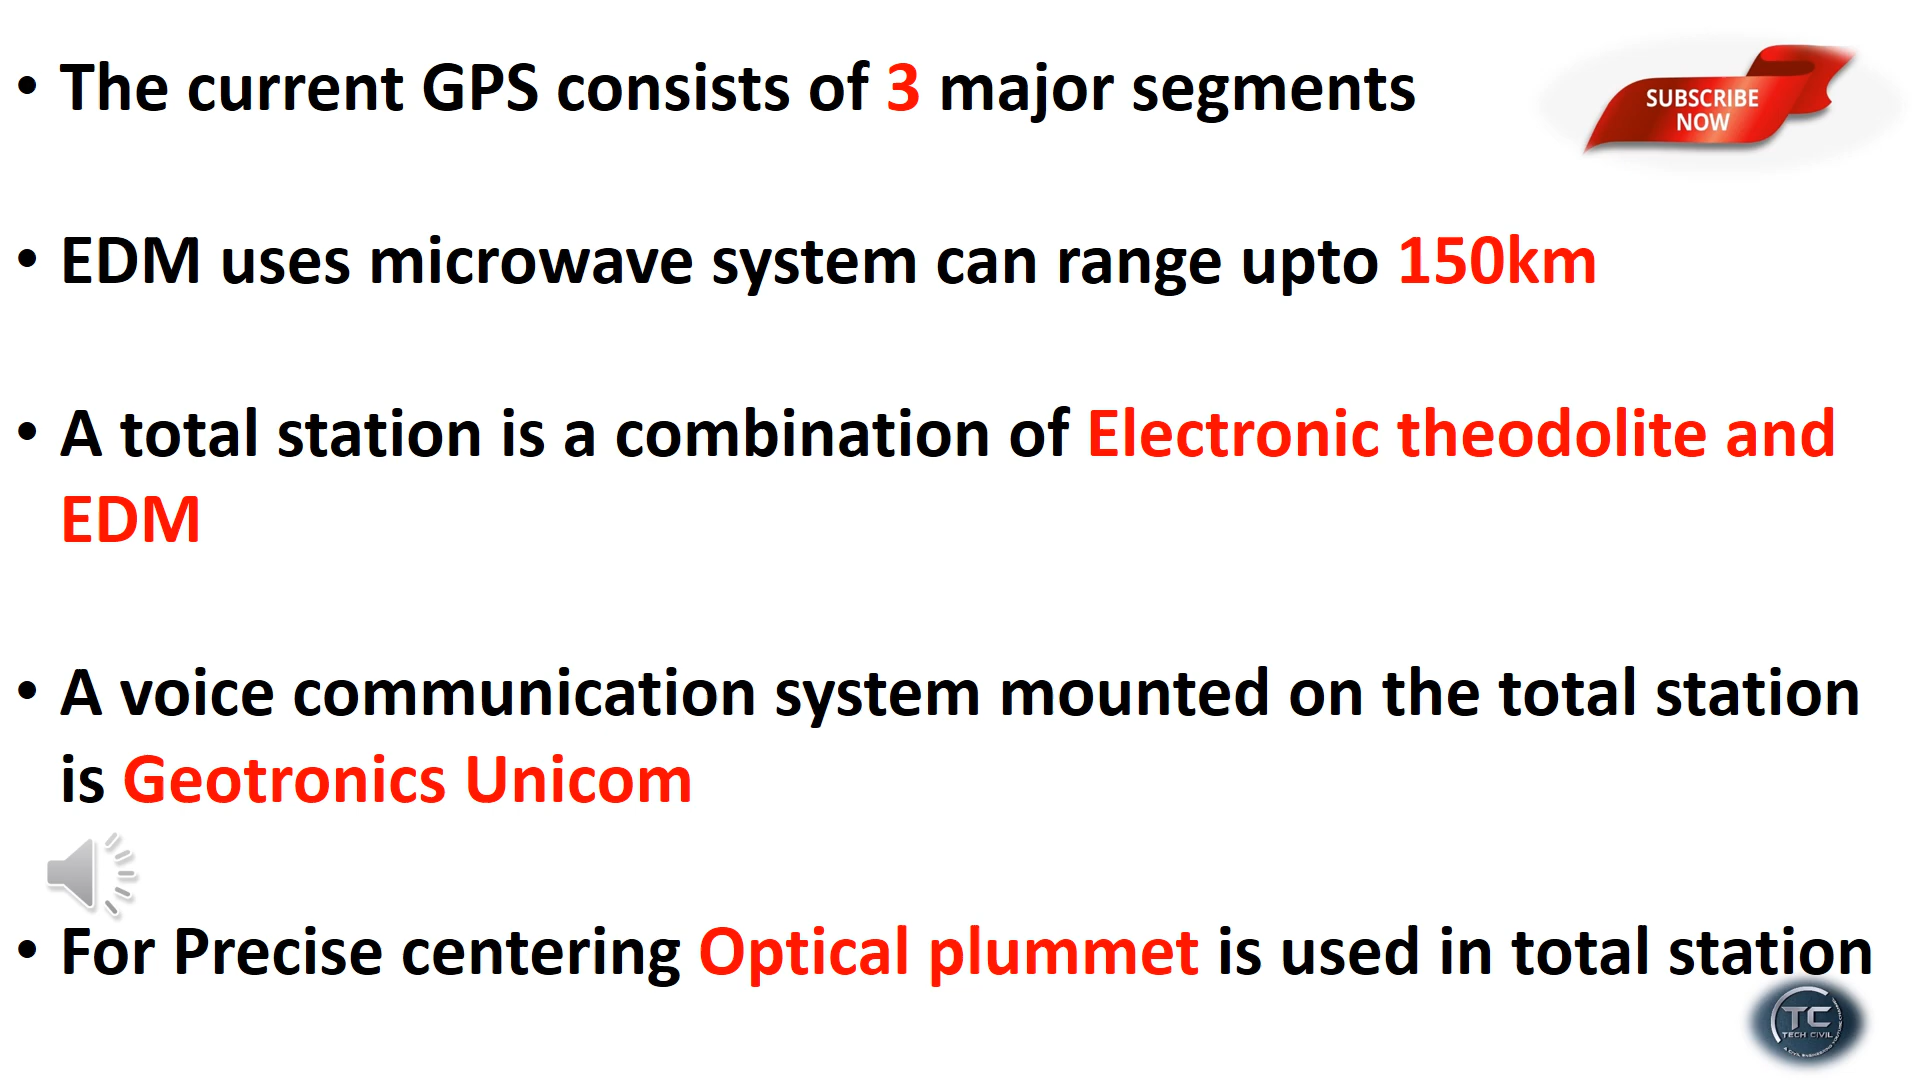 • The current GPS consists of 3 major segments
SUBSCRIBE
NOW
• EDM uses microwave system can range upto 150km
• A total station is a combination of Electronic theodolite and
EDM
• A voice communication system mounted on the total station
is Geotronics Unicom
• For Precise centering Optical plummet is used in total station
TC
TECH CIVIL